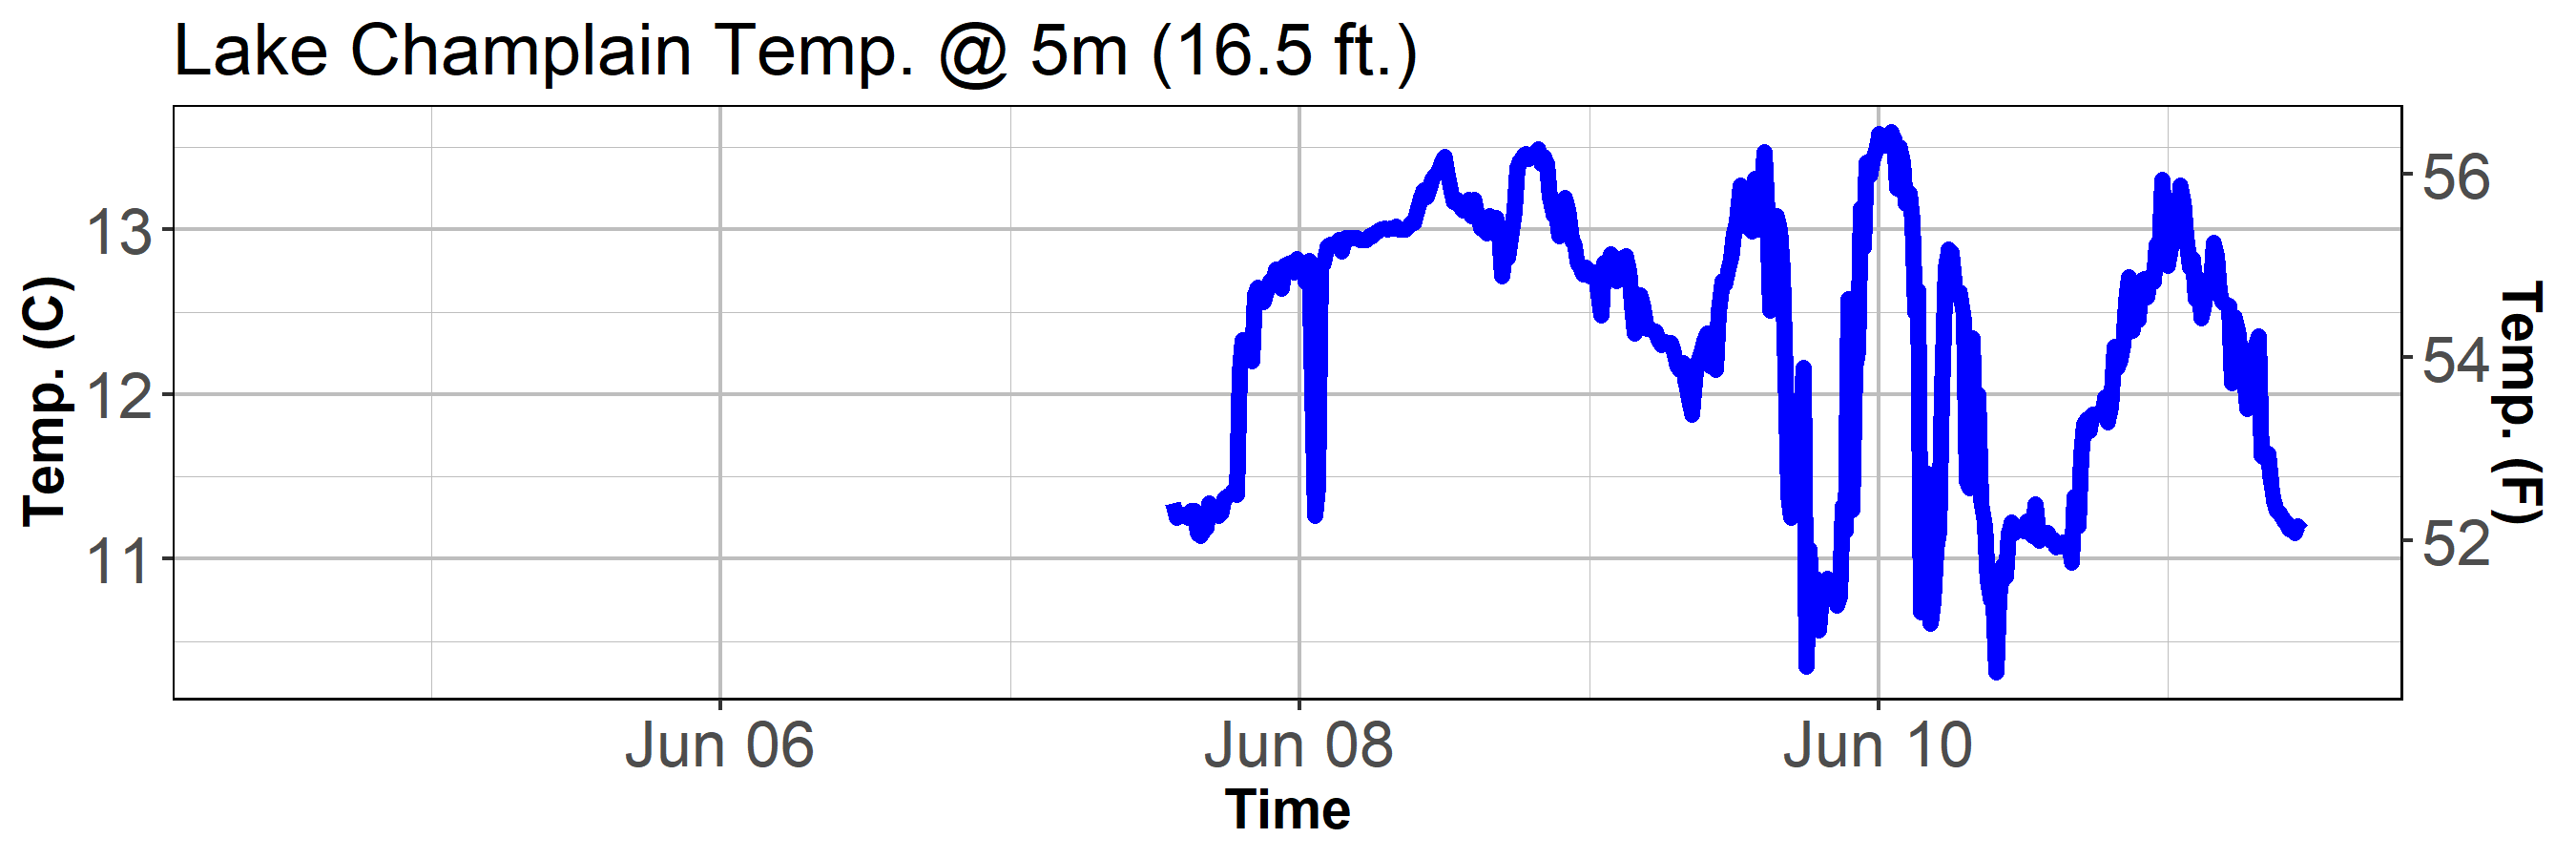 Lake Champlain Temp. @ 5m (16.5 ft.)
Temp. (C)
13
12
11
56
54
52
Temp. (F)
Jun 06
Jun 08
Jun 10
Time